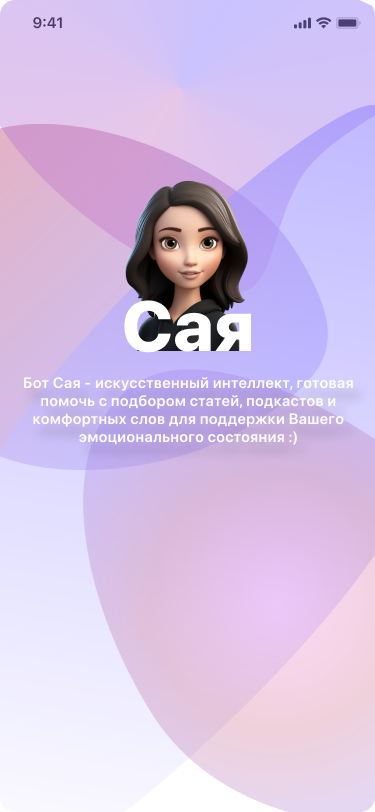 9:41
Сая
Бот Сая - искусственный интеллект, готовая
помочь с подбором статей, подкастов и
комфортных слов для поддержки Вашего
эмоционального состояния :)